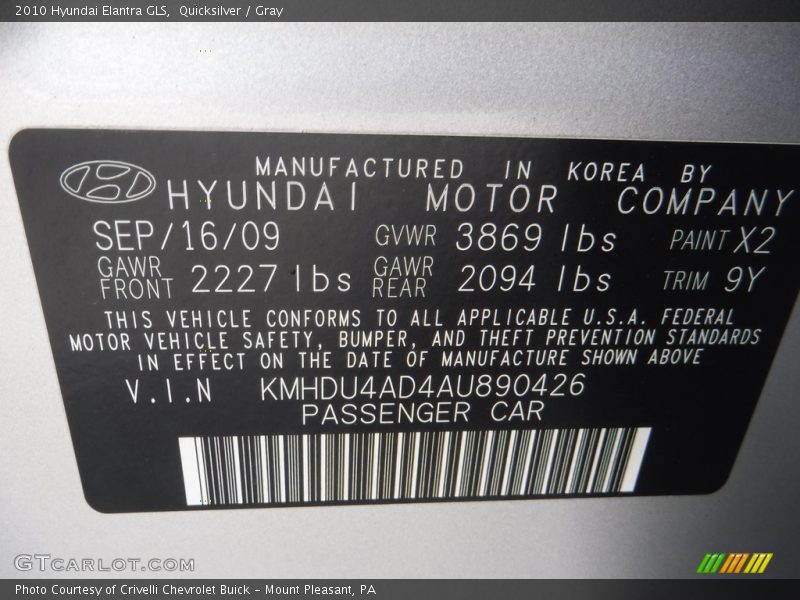 2010 Hyundai Elantra GLS,  Quicksilver / Gray
MANUFACTURED IN KOREA BY
HYUNDAI MOTOR COMPANY
SEP/16/09 GVWR 3869 lbs PAINT X2
GAWR FRONT 2227 lbs GAWR REAR 2094 lbs TRIM 9Y
THIS VEHICLE CONFORMS TO ALL APPLICABLE U.S.A. FEDERAL
MOTOR VEHICLE SAFETY, BUMPER, AND THEFT PREVENTION STANDARDS
IN EFFECT ON THE DATE OF MANUFACTURE SHOWN ABOVE
V.I.N KMHDU4AD4AU890426
PASSENGER CAR
GTCARLOT.COM
Photo Courtesy of Crivelli Chevrolet Buick - Mount Pleasant, PA